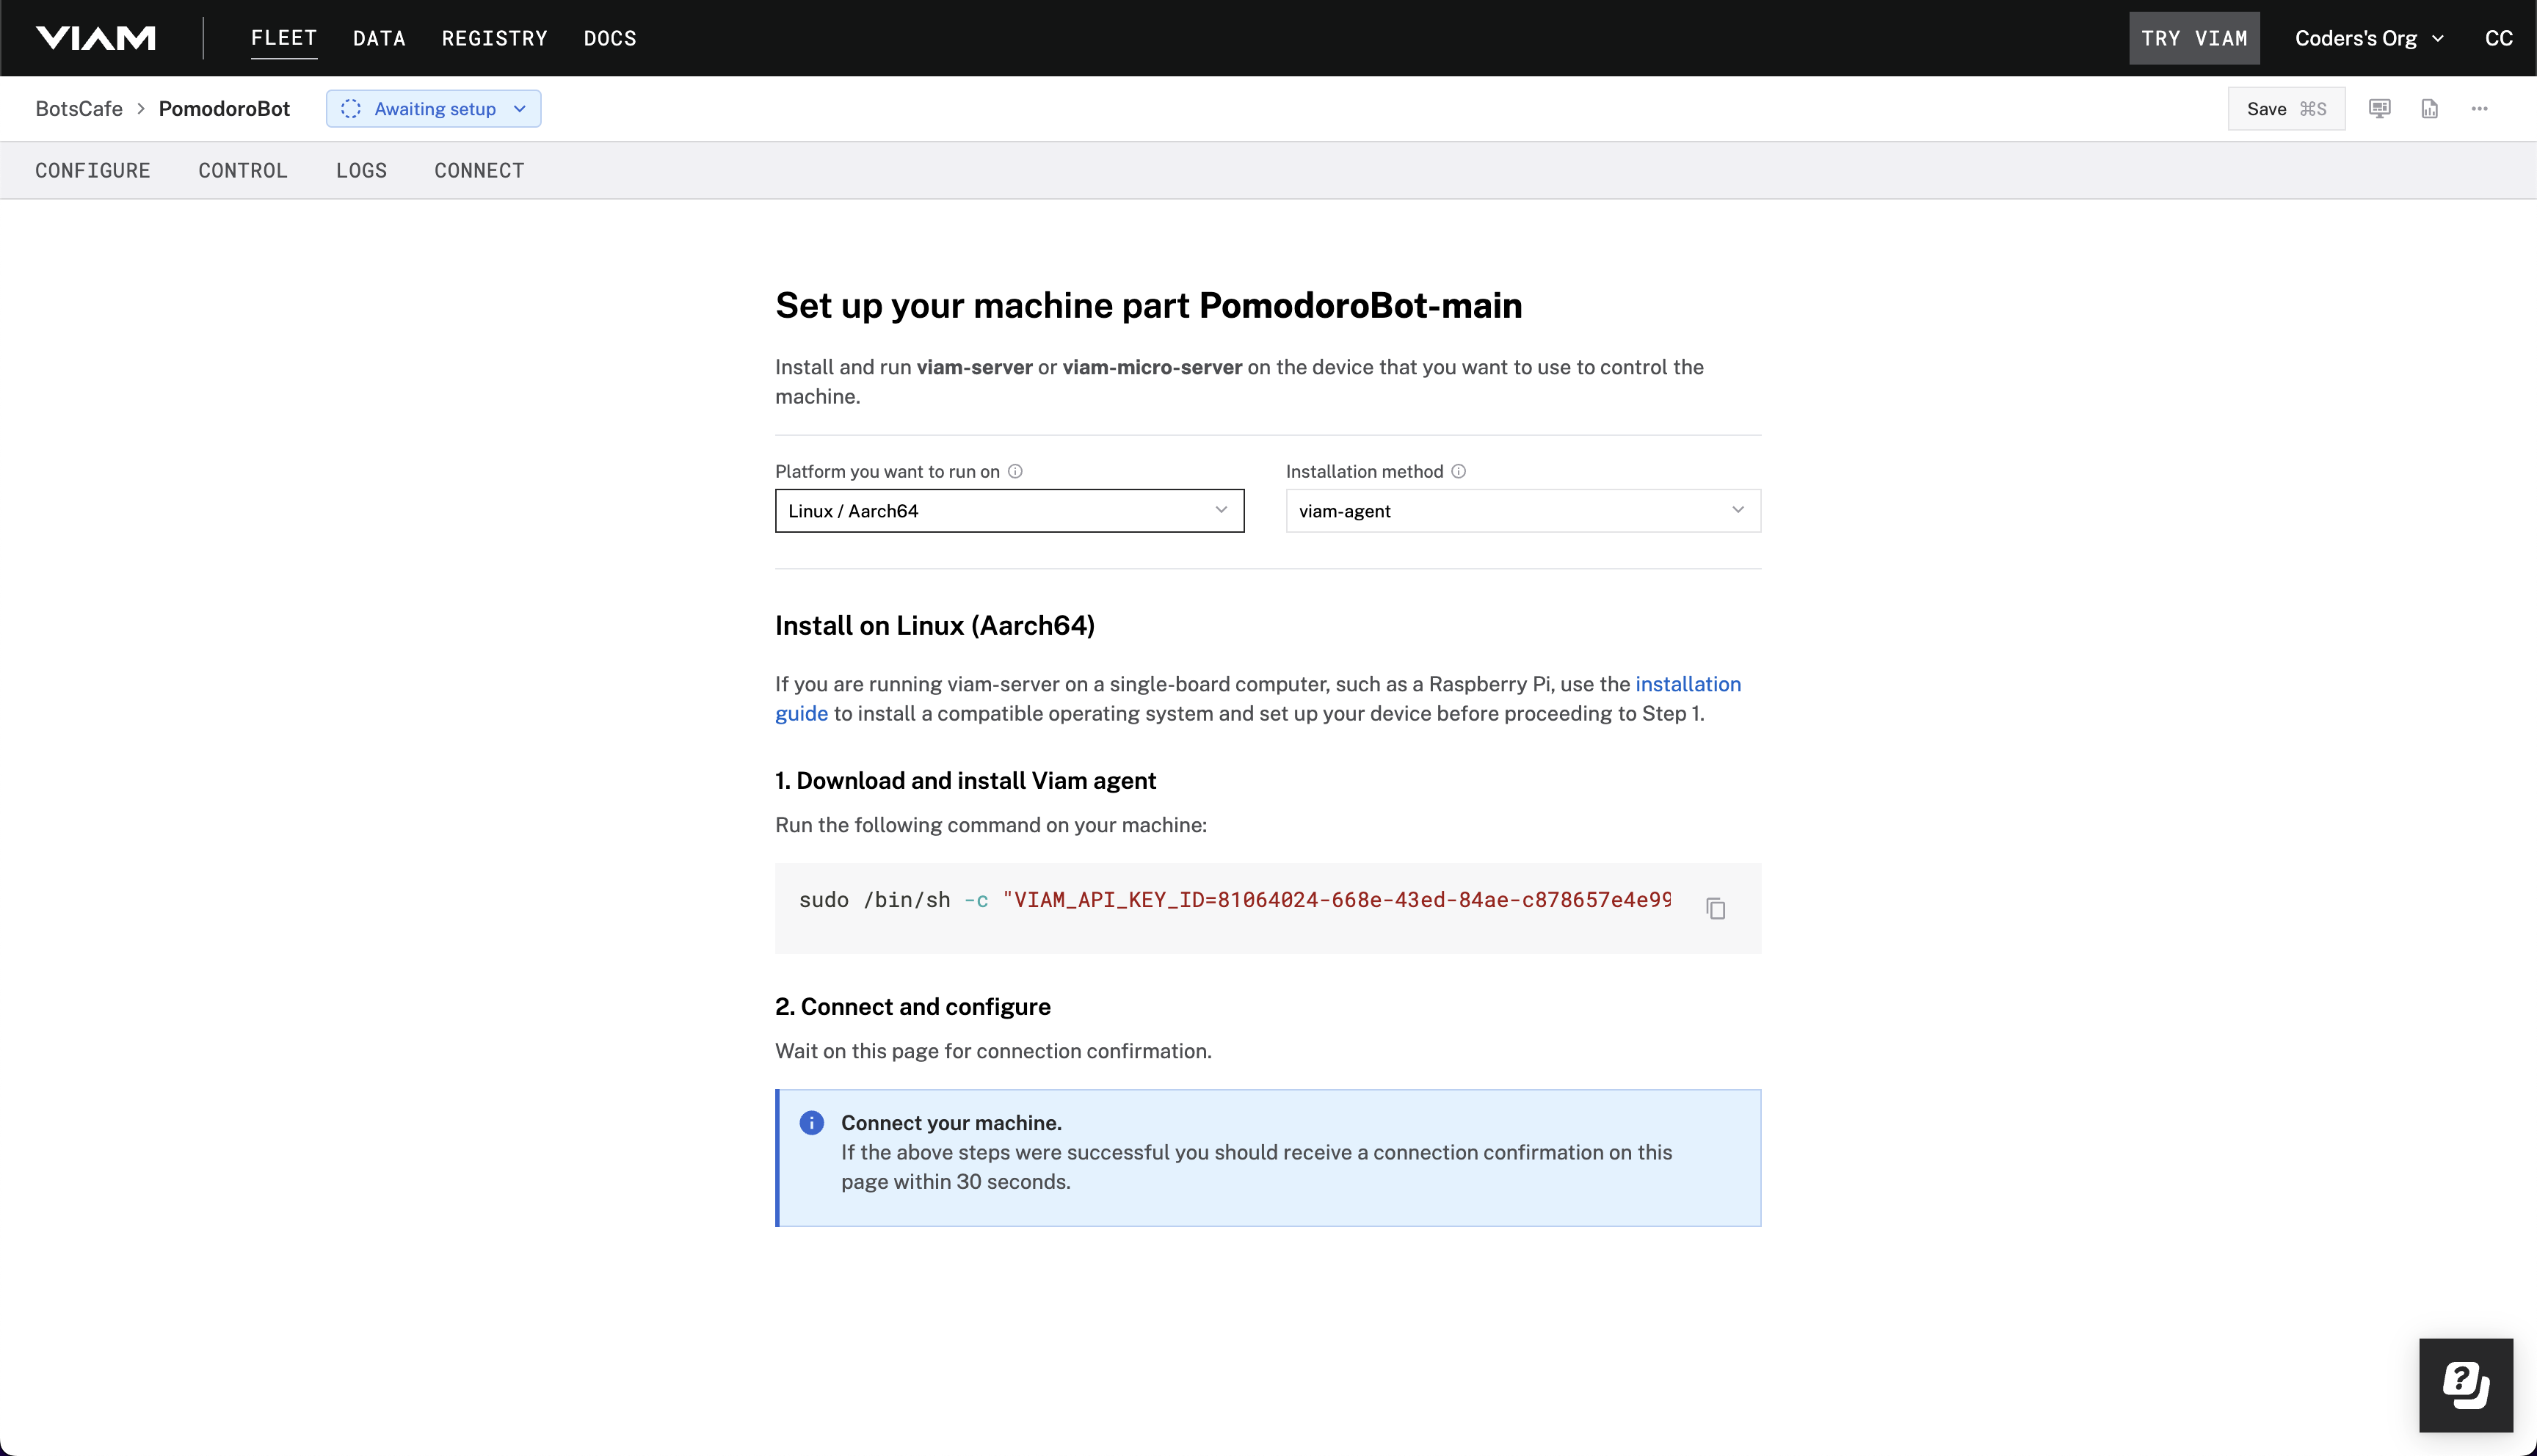 VIAM
FLEET DATA REGISTRY DOCS
TRY VIAM
Coders's Org
CC
BotsCafe > PomodoroBot
Awaiting setup
Save ⌘S
CONFIGURE CONTROL LOGS CONNECT
Set up your machine part PomodoroBot-main
Install and run viam-server or viam-micro-server on the device that you want to use to control the
machine.
Platform you want to run on
Linux / Aarch64
Installation method
viam-agent
Install on Linux (Aarch64)
If you are running viam-server on a single-board computer, such as a Raspberry Pi, use the installation
guide to install a compatible operating system and set up your device before proceeding to Step 1.
1. Download and install Viam agent
Run the following command on your machine:
sudo /bin/sh -c "VIAM_API_KEY_ID=81064024-668e-43ed-84ae-c878657e4e99
2. Connect and configure
Wait on this page for connection confirmation.
Connect your machine.
If the above steps were successful you should receive a connection confirmation on this
page within 30 seconds.